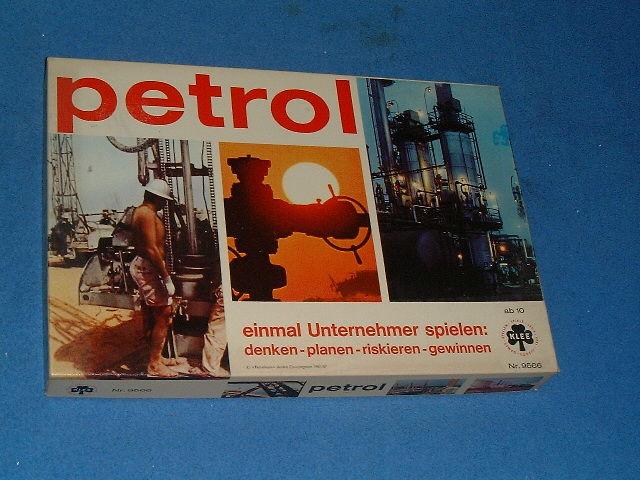 petrol
ab 10
einmal Unternehmer spielen:
denken-planen-riskieren-gewinnen
KLEE
Nr. 9566
Nr. 9566
petrol